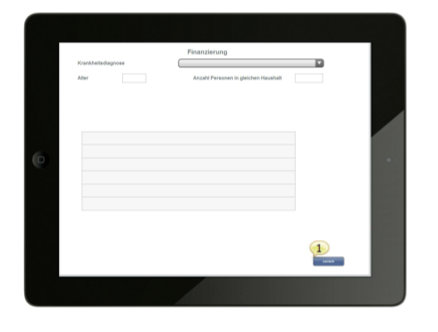 Finanzierung
Krankheitsdiagnose
Alter Anzahl Personen in gleichen Haushalt
1